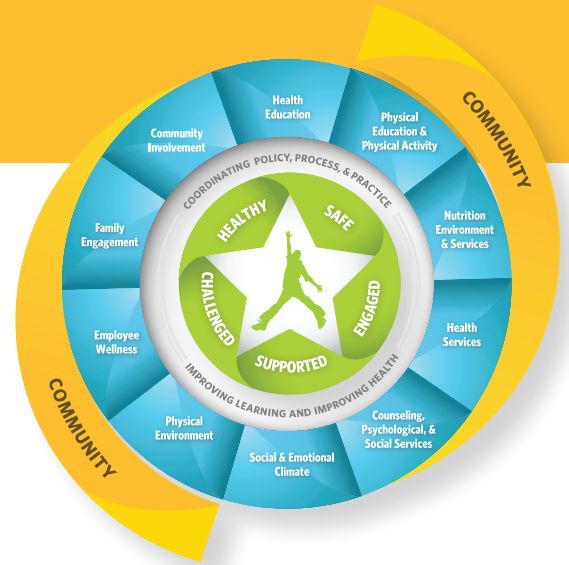 COMMUNITY
Health
Education
Physical
Education &
Physical Activity
Nutrition
Environment
& Services
Health
Services
Counseling,
Psychological, &
Social Services
Social & Emotional
Climate
Physical
Environment
Employee
Wellness
Family
Engagement
Community
Involvement
COORDINATING POLICY, PROCESS, & PRACTICE
IMPROVING LEARNING AND IMPROVING HEALTH
HEALTHY
SAFE
ENGAGED
SUPPORTED
CHALLENGED
COMMUNITY